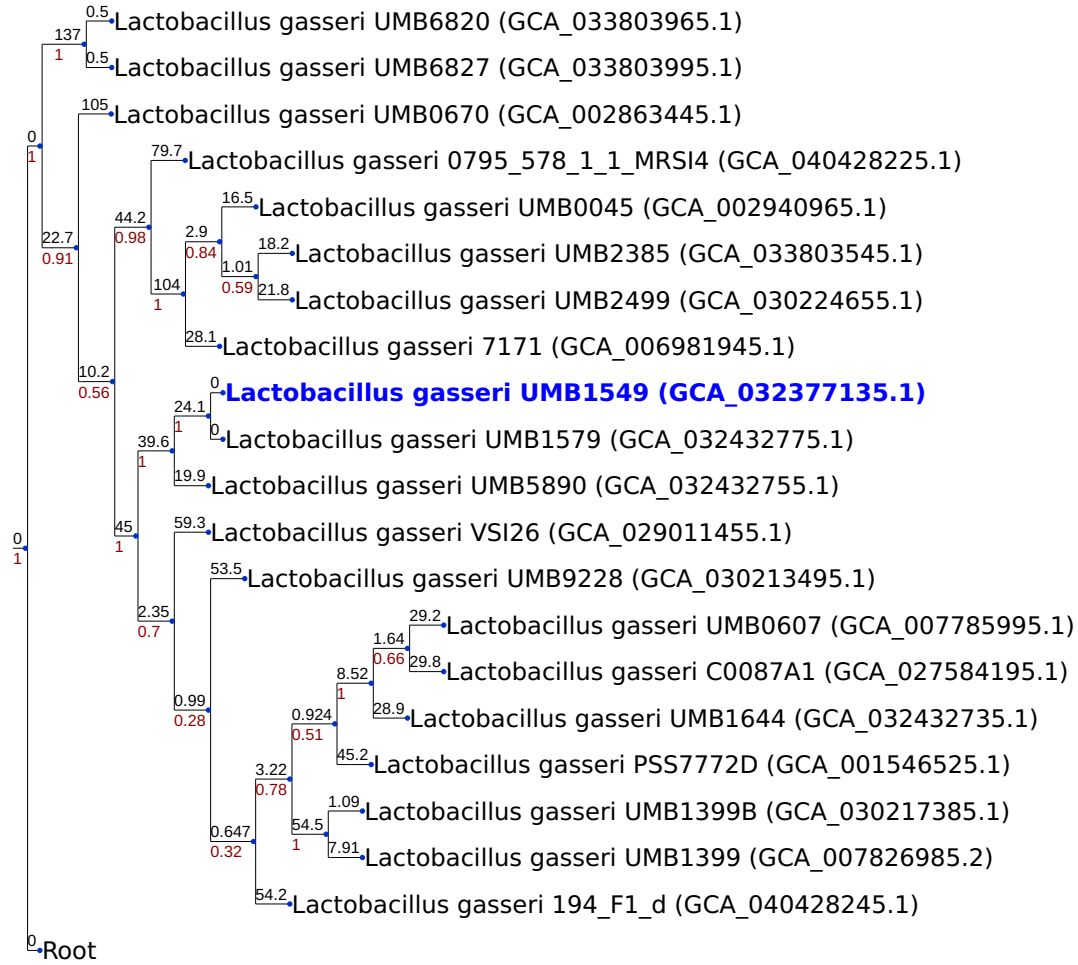 0.5 Lactobacillus gasseri UMB6820 (GCA_033803965.1)
137
1
0.5 Lactobacillus gasseri UMB6827 (GCA_033803995.1)
105 Lactobacillus gasseri UMB0670 (GCA_002863445.1)
0
1
79.7 Lactobacillus gasseri 0795_578_1_1_MRSI4 (GCA_040428225.1)
16.5 Lactobacillus gasseri UMB0045 (GCA_002940965.1)
44.2
0.98
22.7
0.91
2.9
0.84
18.2 Lactobacillus gasseri UMB2385 (GCA_033803545.1)
1.01
0.59
104
1
21.8 Lactobacillus gasseri UMB2499 (GCA_030224655.1)
28.1 Lactobacillus gasseri 7171 (GCA_006981945.1)
10.2
0.56
0 Lactobacillus gasseri UMB1549 (GCA_032377135.1)
24.1
1
0 Lactobacillus gasseri UMB1579 (GCA_032432775.1)
39.6
1
19.9 Lactobacillus gasseri UMB5890 (GCA_032432755.1)
45
1
59.3 Lactobacillus gasseri VSI26 (GCA_029011455.1)
0
1
53.5 Lactobacillus gasseri UMB9228 (GCA_030213495.1)
2.35
0.7
29.2 Lactobacillus gasseri UMB0607 (GCA_007785995.1)
1.64
0.66
29.8 Lactobacillus gasseri C0087A1 (GCA_027584195.1)
8.52
1
0.99
0.28
28.9 Lactobacillus gasseri UMB1644 (GCA_032432735.1)
0.924
0.51
45.2 Lactobacillus gasseri PSS7772D (GCA_001546525.1)
3.22
0.78
1.09 Lactobacillus gasseri UMB1399B (GCA_030217385.1)
54.5
1
0.647
0.32
7.91 Lactobacillus gasseri UMB1399 (GCA_007826985.2)
54.2 Lactobacillus gasseri 194_F1_d (GCA_040428245.1)
0 Root